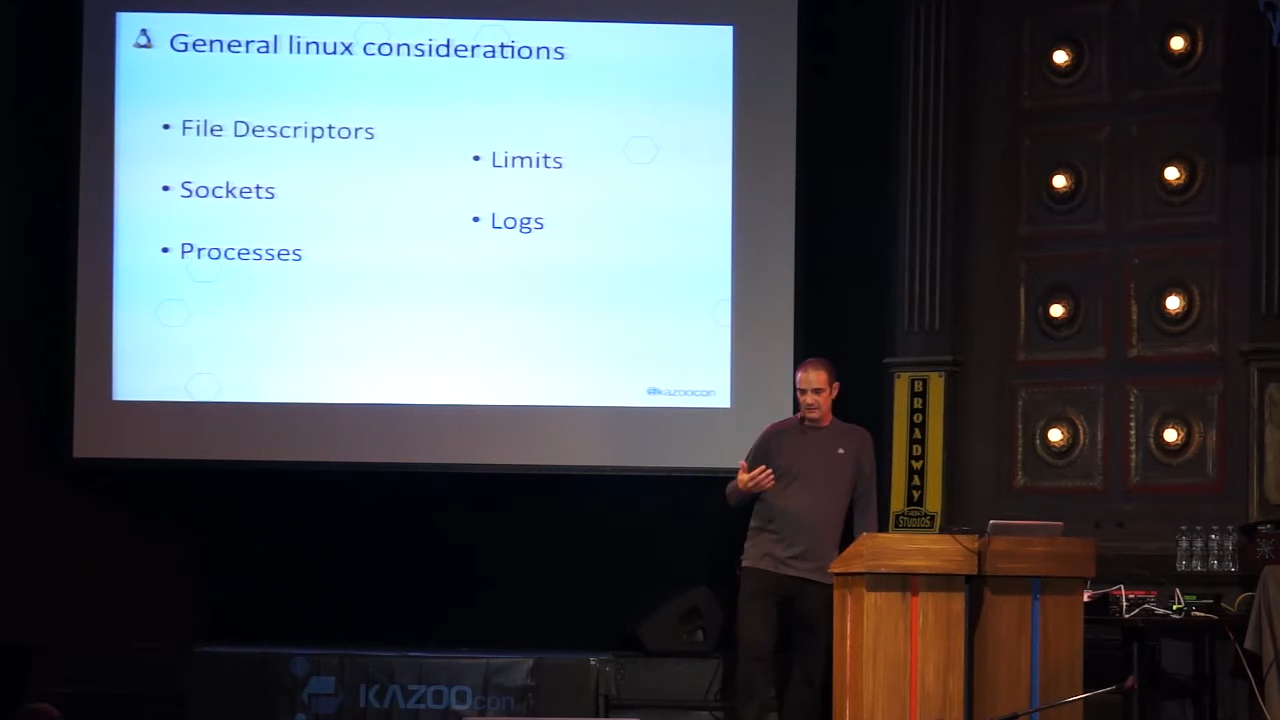 General linux considerations
• File Descriptors
• Sockets
• Processes
• Limits
• Logs
@kazoocon
BROADWAY
STUDIOS
KAZOOcon